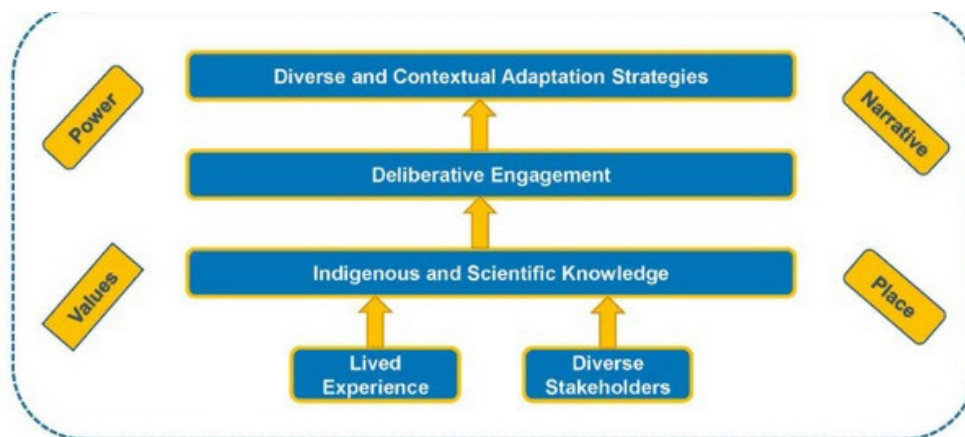 Diverse and Contextual Adaptation Strategies
Power
Narrative
Deliberative Engagement
Indigenous and Scientific Knowledge
Values
Place
Lived
Experience
Diverse
Stakeholders